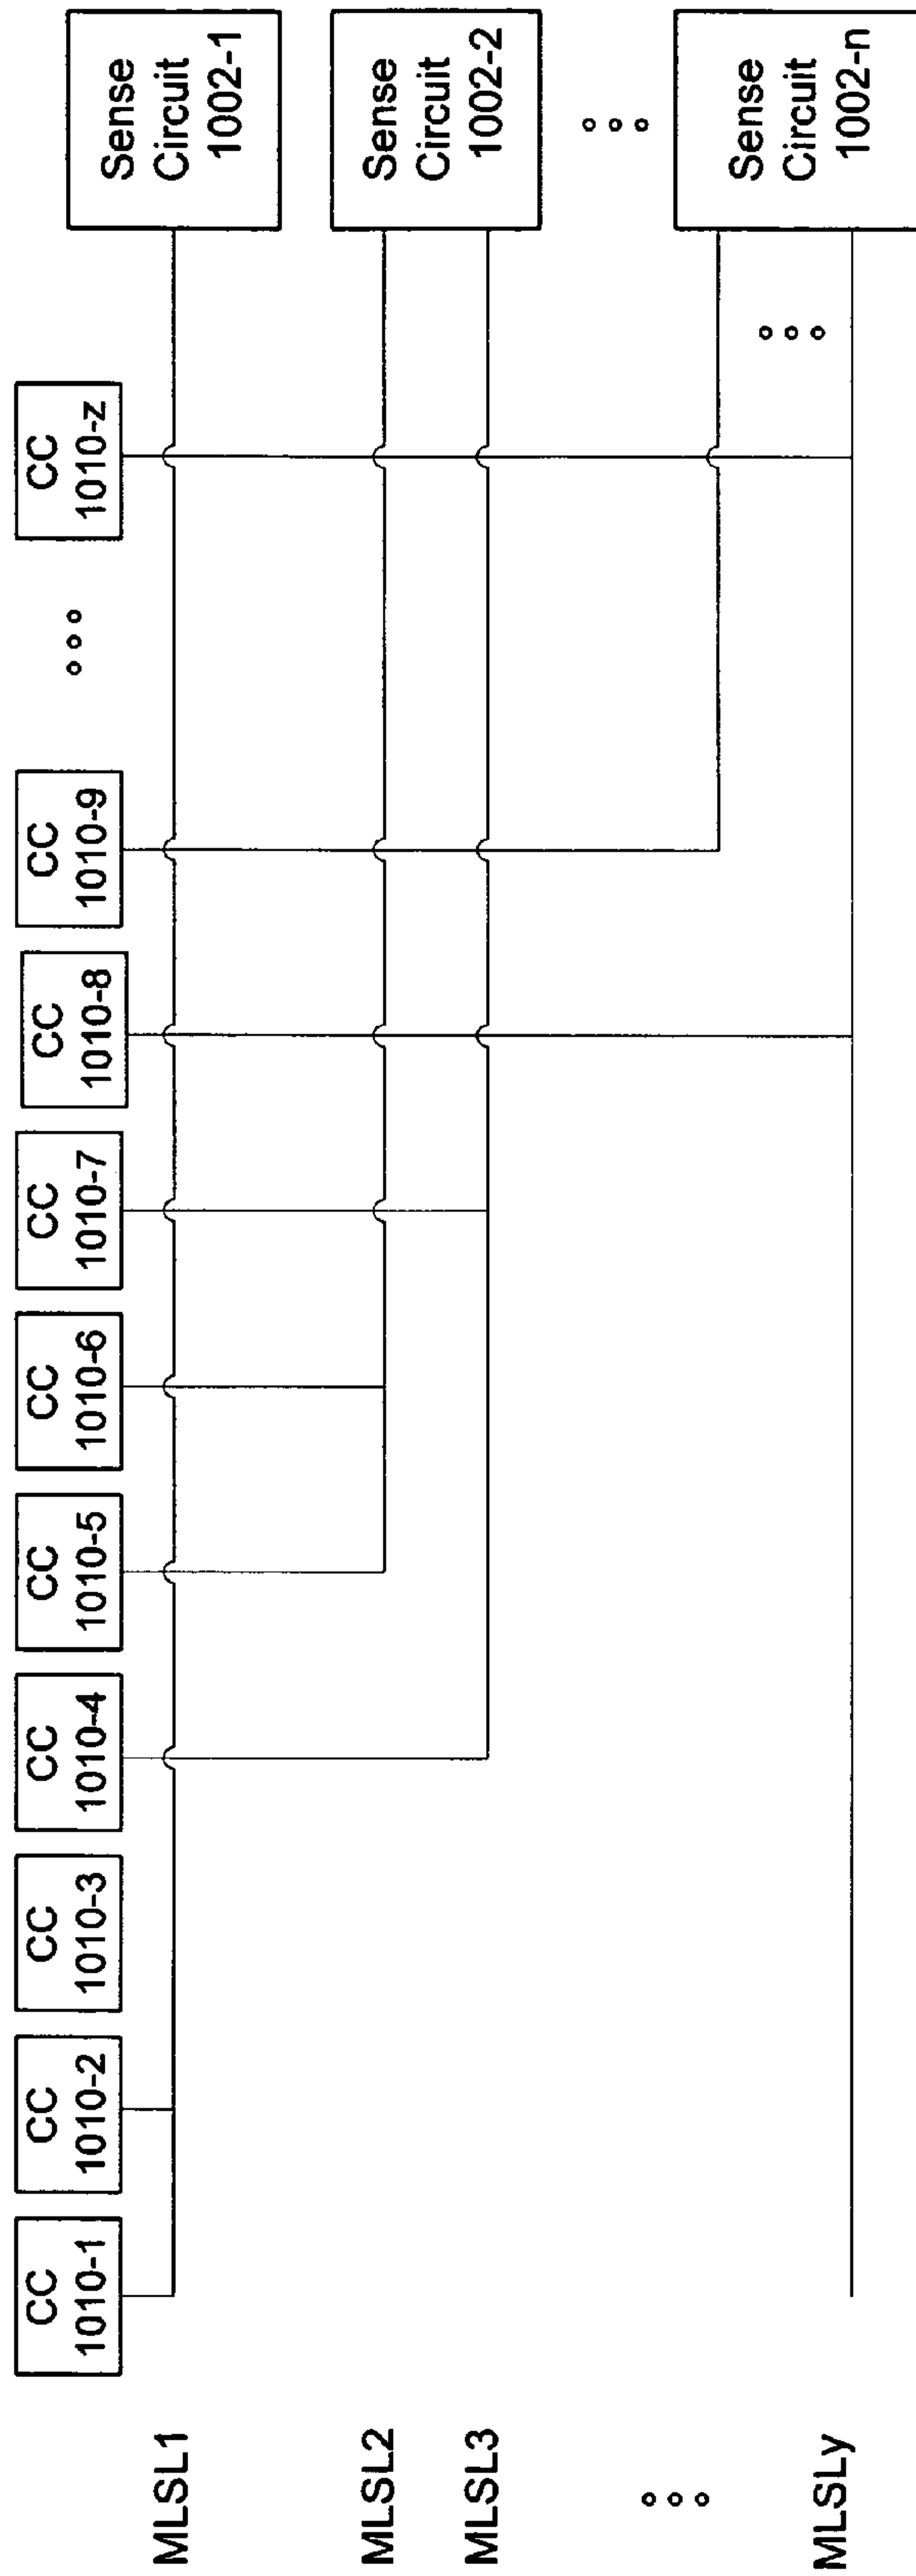 CC
1010-1
CC
1010-2
CC
1010-3
CC
1010-4
CC
1010-5
CC
1010-6
CC
1010-7
CC
1010-8
CC
1010-9
CC
1010-z
Sense
Circuit
1002-1
Sense
Circuit
1002-2
Sense
Circuit
1002-n
MLSL1
MLSL2
MLSL3
MLSLy